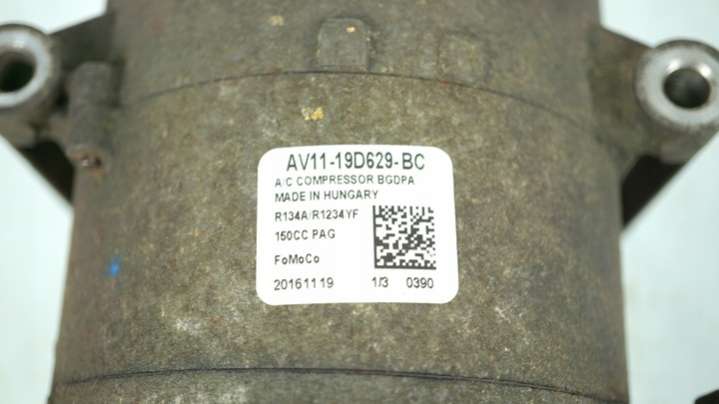 AV11-19D629-BC
A/C COMPRESSOR BGDPA
MADE IN HUNGARY
R134A/R1234YF
150CC PAG
FoMoCo
20161119 1/3 0390